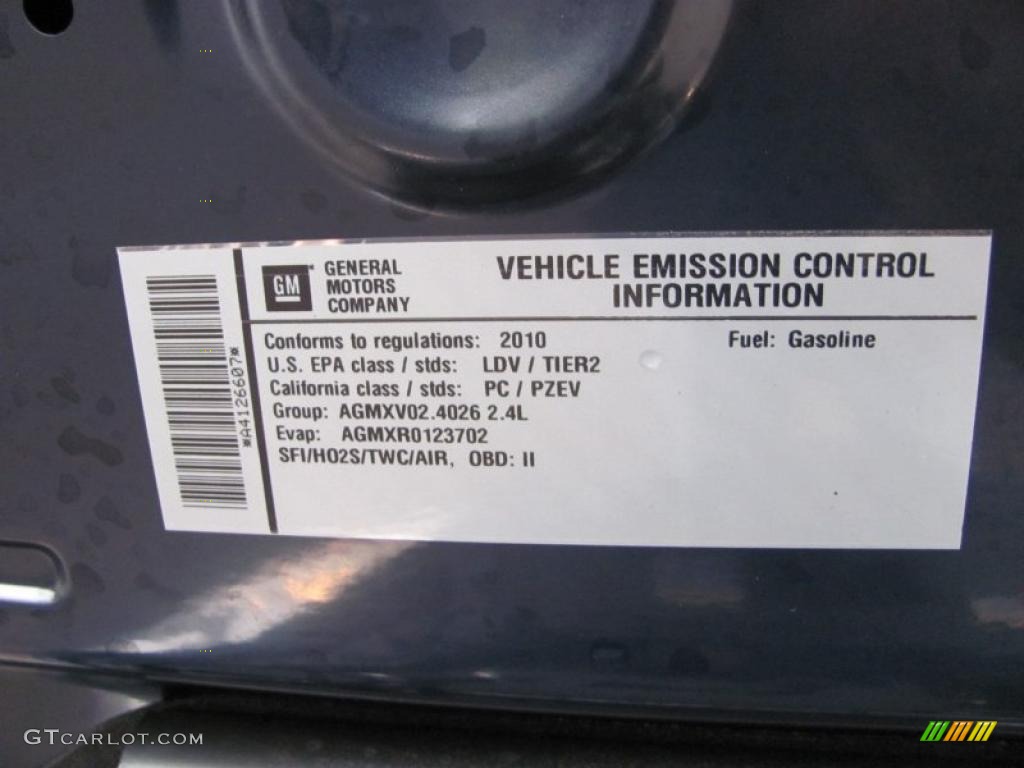 GM
GENERAL
MOTORS
COMPANY
VEHICLE EMISSION CONTROL
INFORMATION
Conforms to regulations: 2010
Fuel: Gasoline
U.S. EPA class / stds: LDV / TIER2
California class / stds: PC / PZEV
Group: AGMXV02.4026 2.4L
Evap: AGMXR0123702
SFI/HO2S/TWC/AIR, OBD: II
*A4126607*
GTCARLOT.COM